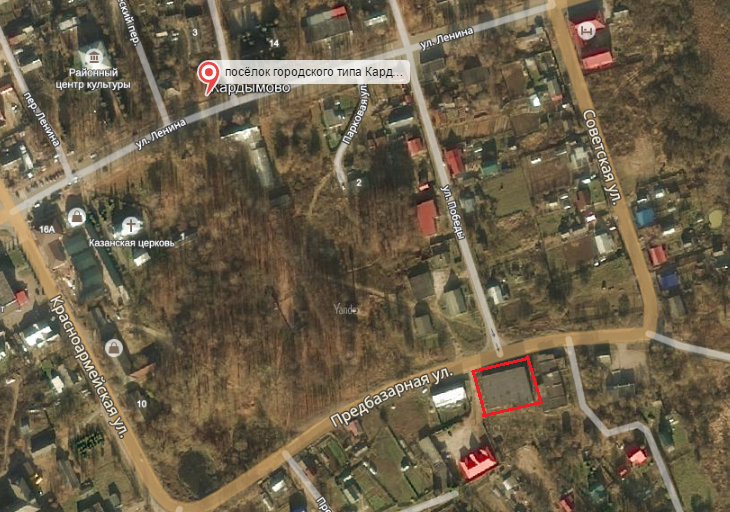 ул. Ленина
3
14
Районный
центр культуры
посёлок городского типа Кард...
Кардымово
пер. Ленина
ул. Ленина
Парковая ул.
2
Советская ул.
ул. Победы
16А
Казанская церковь
7
Yandex
Красноармейская ул.
10
Предбазарная ул.